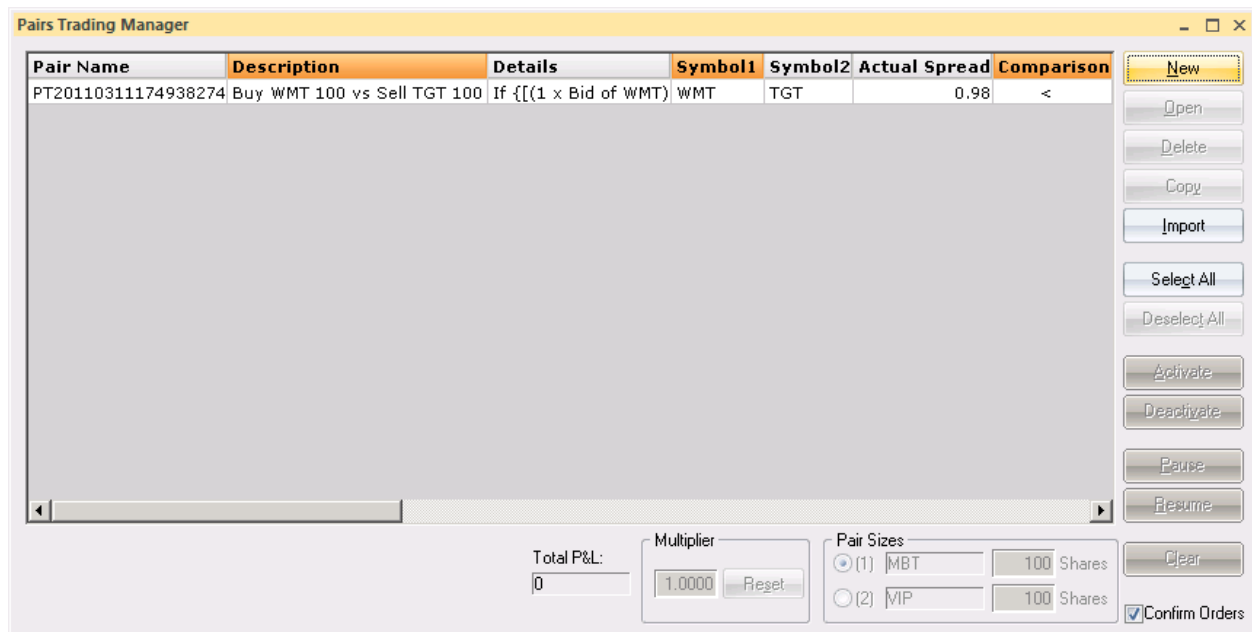 Pairs Trading Manager
Pair Name Description Details Symbol1 Symbol2 Actual Spread Comparison
PT20110311174938274 Buy WMT 100 vs Sell TGT 100 If {[(1 x Bid of WMT) WMT TGT 0.98 <
New
Open
Delete
Copy
Import
Select All
Deselect All
Activate
Deactivate
Pause
Resume
Clear
Confirm Orders
Total P&L:
0
Multiplier
1.0000 Reset
Pair Sizes
(1) MBT 100 Shares
(2) VIP 100 Shares